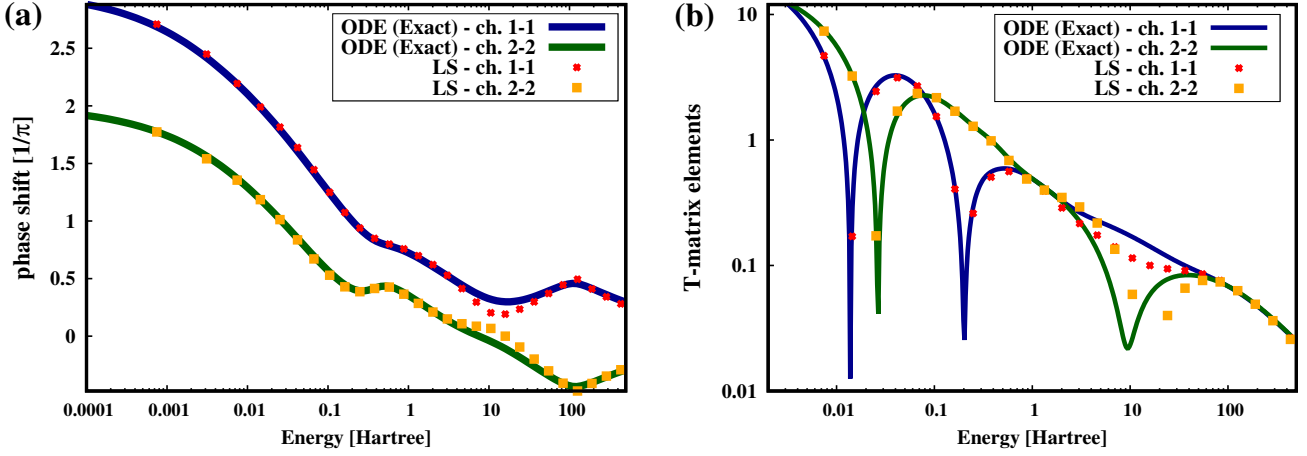 (a)
phase shift [1/π]
2.5
2
1.5
1
0.5
0
ODE (Exact) - ch. 1-1
ODE (Exact) - ch. 2-2
LS - ch. 1-1
LS - ch. 2-2
0.0001 0.001 0.01 0.1 1 10 100
Energy [Hartree]
(b)
T-matrix elements
10
1
0.1
0.01
ODE (Exact) - ch. 1-1
ODE (Exact) - ch. 2-2
LS - ch. 1-1
LS - ch. 2-2
0.01 0.1 1 10 100
Energy [Hartree]